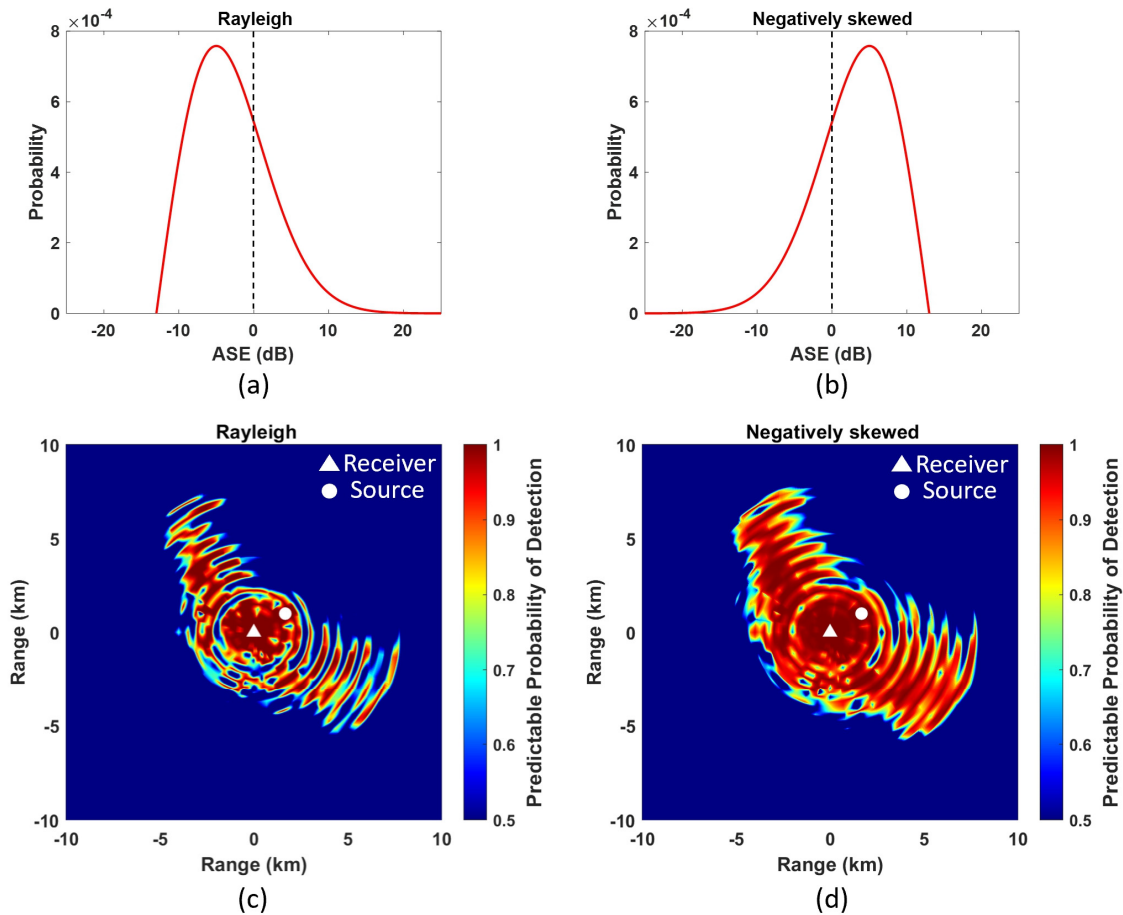 Rayleigh
×10⁻⁴
8
6
4
2
0
Probability
-20 -10 0 10 20
ASE (dB)
(a)
Negatively skewed
×10⁻⁴
8
6
4
2
0
Probability
-20 -10 0 10 20
ASE (dB)
(b)
Rayleigh
Receiver
Source
10
5
0
-5
-10
Range (km)
-10 -5 0 5 10
Range (km)
1
0.9
0.8
0.7
0.6
0.5
Predictable Probability of Detection
(c)
Negatively skewed
Receiver
Source
10
5
0
-5
-10
Range (km)
-10 -5 0 5 10
Range (km)
1
0.9
0.8
0.7
0.6
0.5
Predictable Probability of Detection
(d)